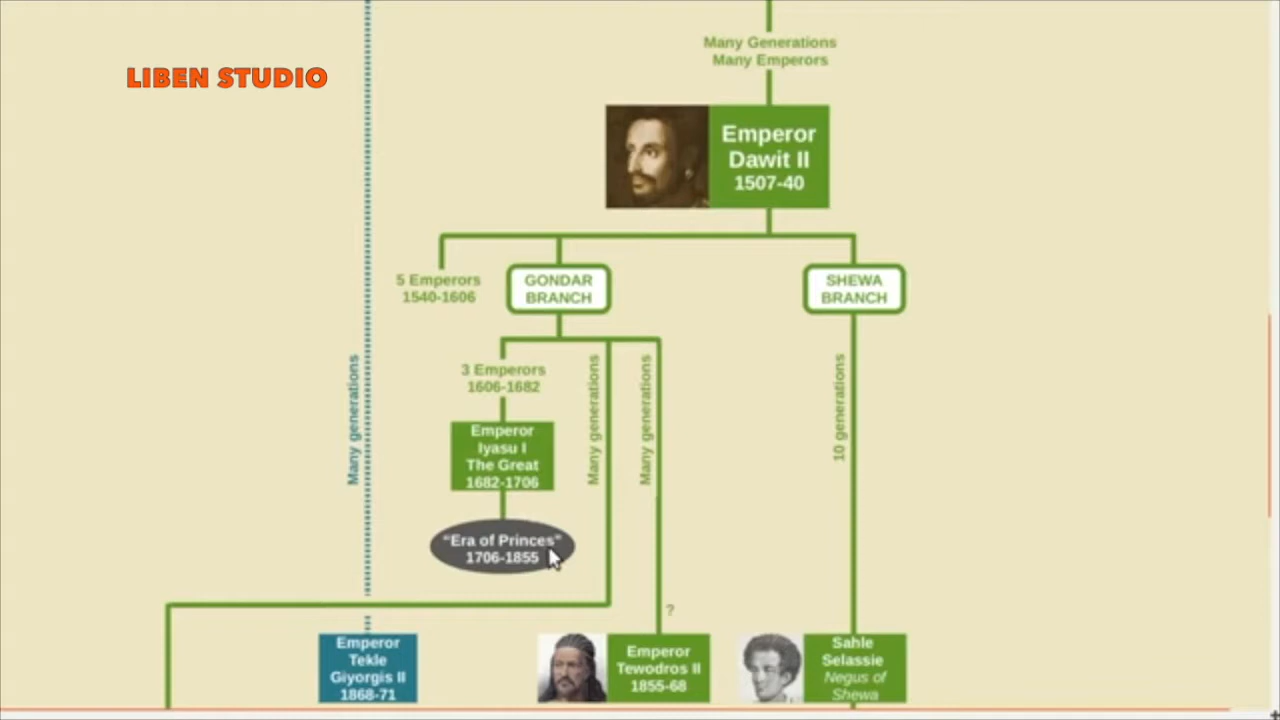 Many Generations
Many Emperors
LIBEN STUDIO
Emperor
Dawit II
1507-40
5 Emperors
1540-1606
GONDAR
BRANCH
SHEWA
BRANCH
3 Emperors
1606-1682
Many generations
Many generations
Many generations
10 generations
Emperor
Iyasu I
The Great
1682-1706
"Era of Princes"
1706-1855
?
Emperor
Tekle
Giyorgis II
1868-71
Emperor
Tewodros II
1855-68
Sahle
Selassie
Negus of
Shewa